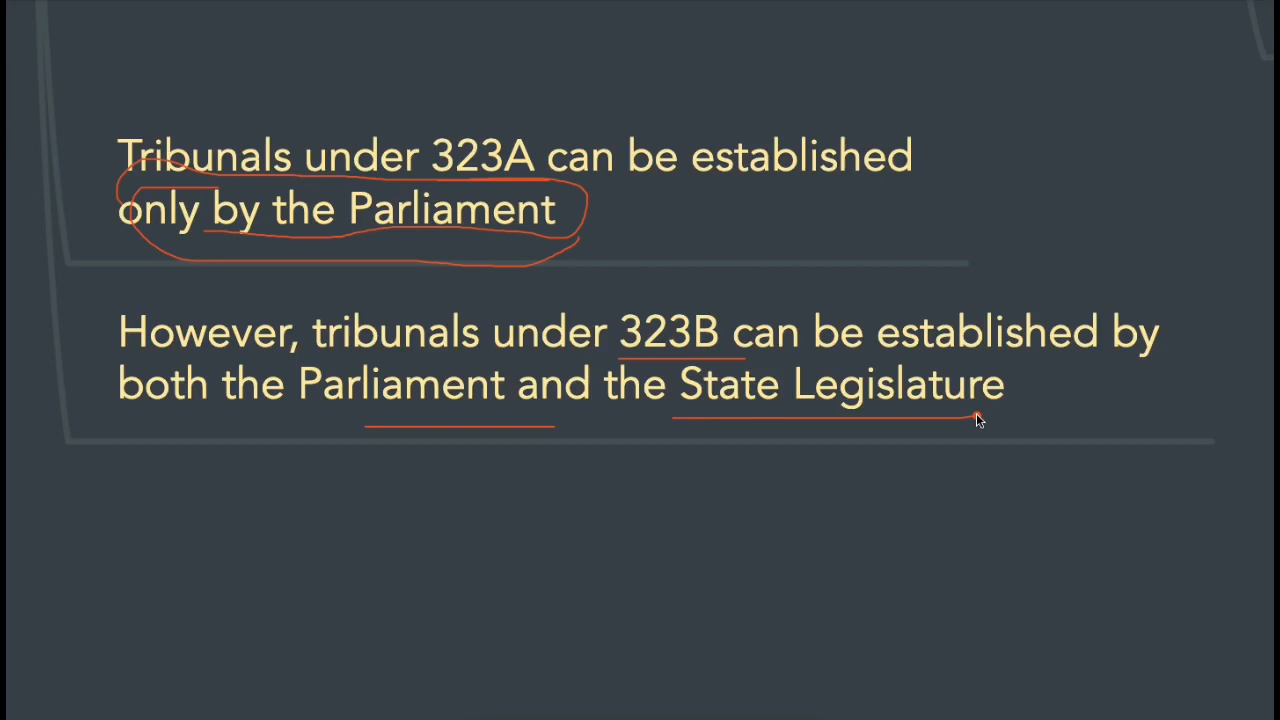 Tribunals under 323A can be established
only by the Parliament
However, tribunals under 323B can be established by
both the Parliament and the State Legislature